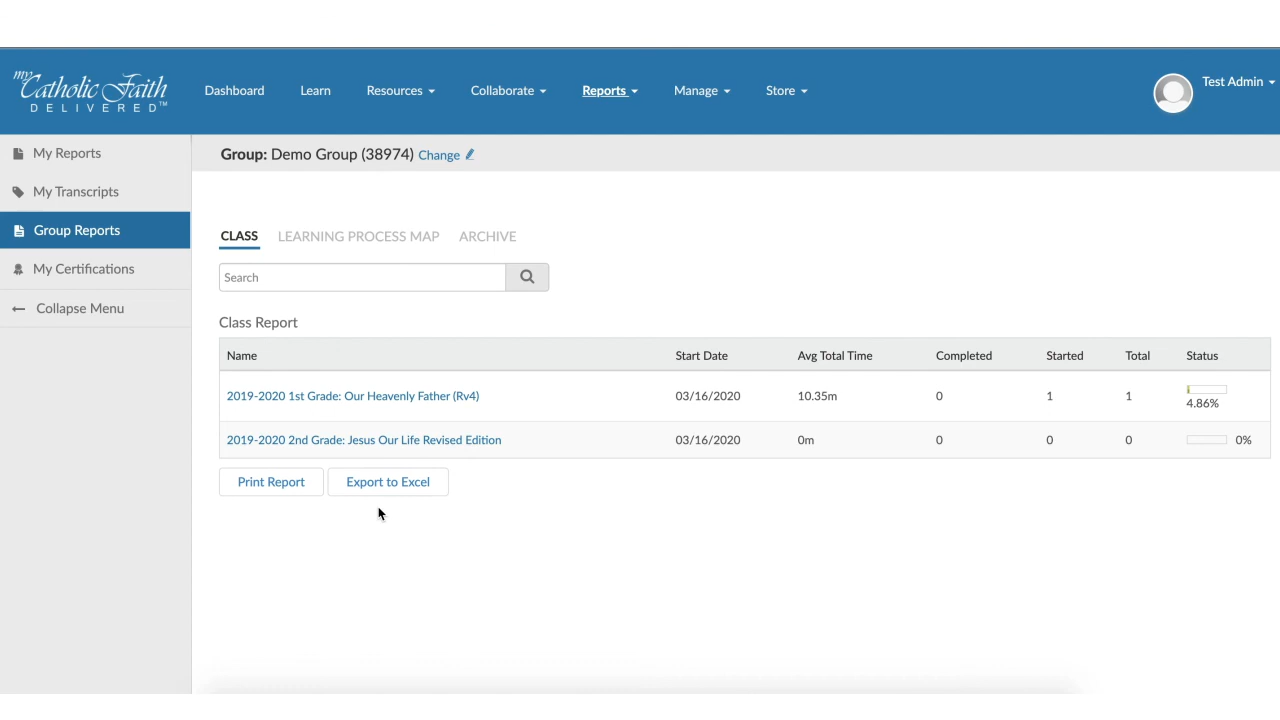 my Catholic Faith
DELIVERED™
Dashboard Learn Resources Collaborate Reports Manage Store
Test Admin
My Reports
My Transcripts
Group Reports
My Certifications
Collapse Menu
Group: Demo Group (38974) Change
CLASS LEARNING PROCESS MAP ARCHIVE
Search
Class Report
Name Start Date Avg Total Time Completed Started Total Status
2019-2020 1st Grade: Our Heavenly Father (Rv4) 03/16/2020 10.35m 0 1 1 4.86%
2019-2020 2nd Grade: Jesus Our Life Revised Edition 03/16/2020 0m 0 0 0 0%
Print Report Export to Excel